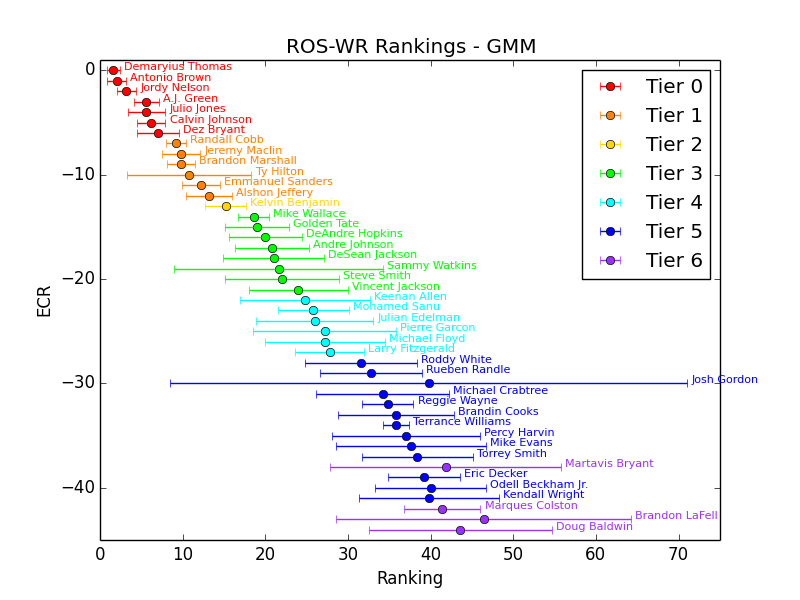 ROS-WR Rankings - GMM
0
Demaryius Thomas
Antonio Brown
Jordy Nelson
A.J. Green
Julio Jones
Calvin Johnson
Dez Bryant
Randall Cobb
Jeremy Maclin
Brandon Marshall
Ty Hilton
Emmanuel Sanders
Alshon Jeffery
Kelvin Benjamin
Mike Wallace
Golden Tate
DeAndre Hopkins
Andre Johnson
DeSean Jackson
Sammy Watkins
Steve Smith
Vincent Jackson
Keenan Allen
Mohamed Sanu
Julian Edelman
Pierre Garcon
Michael Floyd
Larry Fitzgerald
Roddy White
Rueben Randle
Josh Gordon
Michael Crabtree
Reggie Wayne
Brandin Cooks
Terrance Williams
Percy Harvin
Mike Evans
Torrey Smith
Martavis Bryant
Eric Decker
Odell Beckham Jr.
Kendall Wright
Marques Colston
Brandon LaFell
Doug Baldwin
Tier 0
Tier 1
Tier 2
Tier 3
Tier 4
Tier 5
Tier 6
−10
−20
−30
−40
ECR
0 10 20 30 40 50 60 70
Ranking